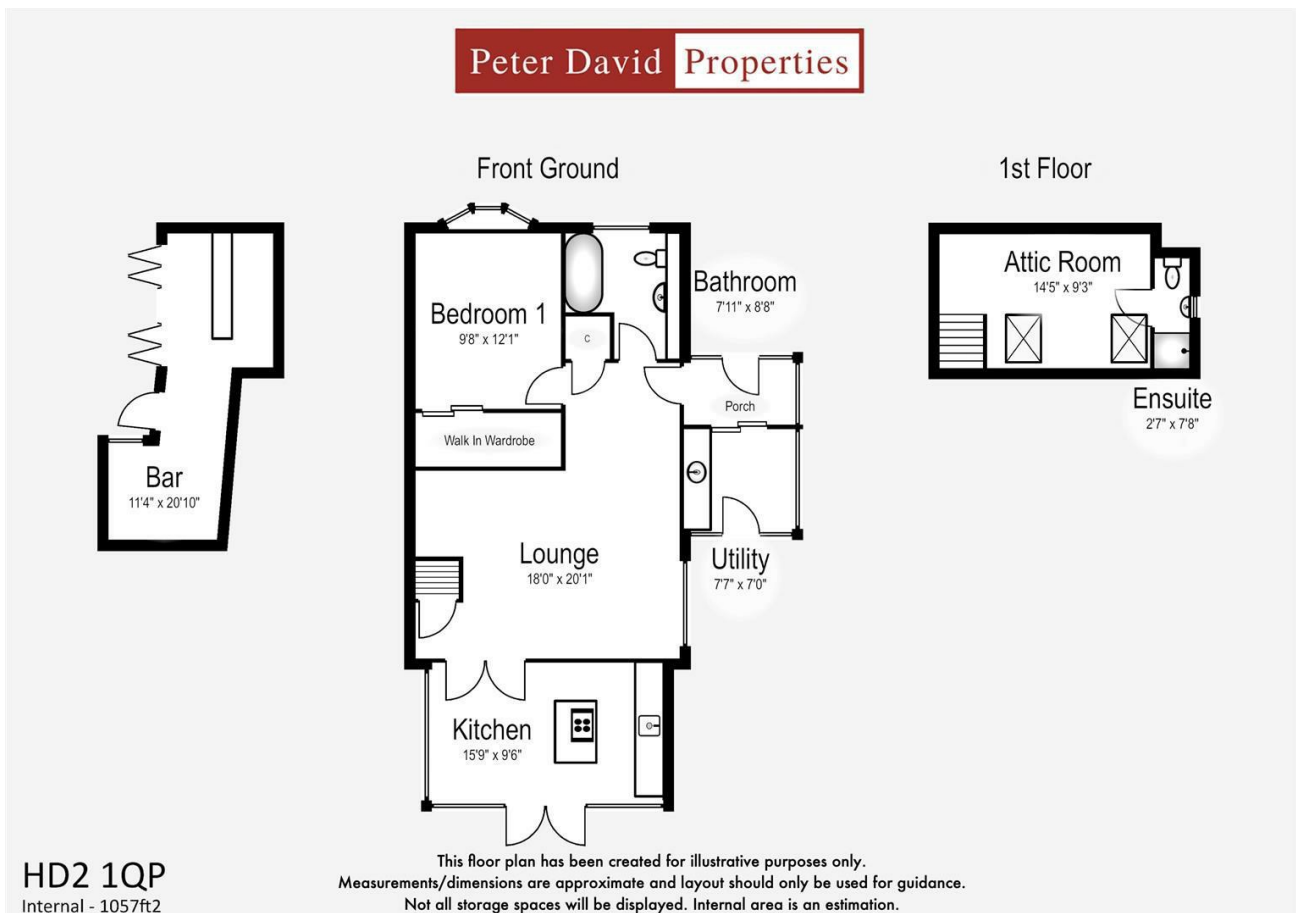 Peter David Properties
Front Ground
1st Floor
Bathroom
7'11" x 8'8"
Bedroom 1
9'8" x 12'1"
C
Porch
Walk In Wardrobe
Attic Room
14'5" x 9'3"
Ensuite
2'7" x 7'8"
Bar
11'4" x 20'10"
Lounge
18'0" x 20'1"
Utility
7'7" x 7'0"
Kitchen
15'9" x 9'6"
HD2 1QP
Internal - 1057ft2
This floor plan has been created for illustrative purposes only.
Measurements/dimensions are approximate and layout should only be used for guidance.
Not all storage spaces will be displayed. Internal area is an estimation.